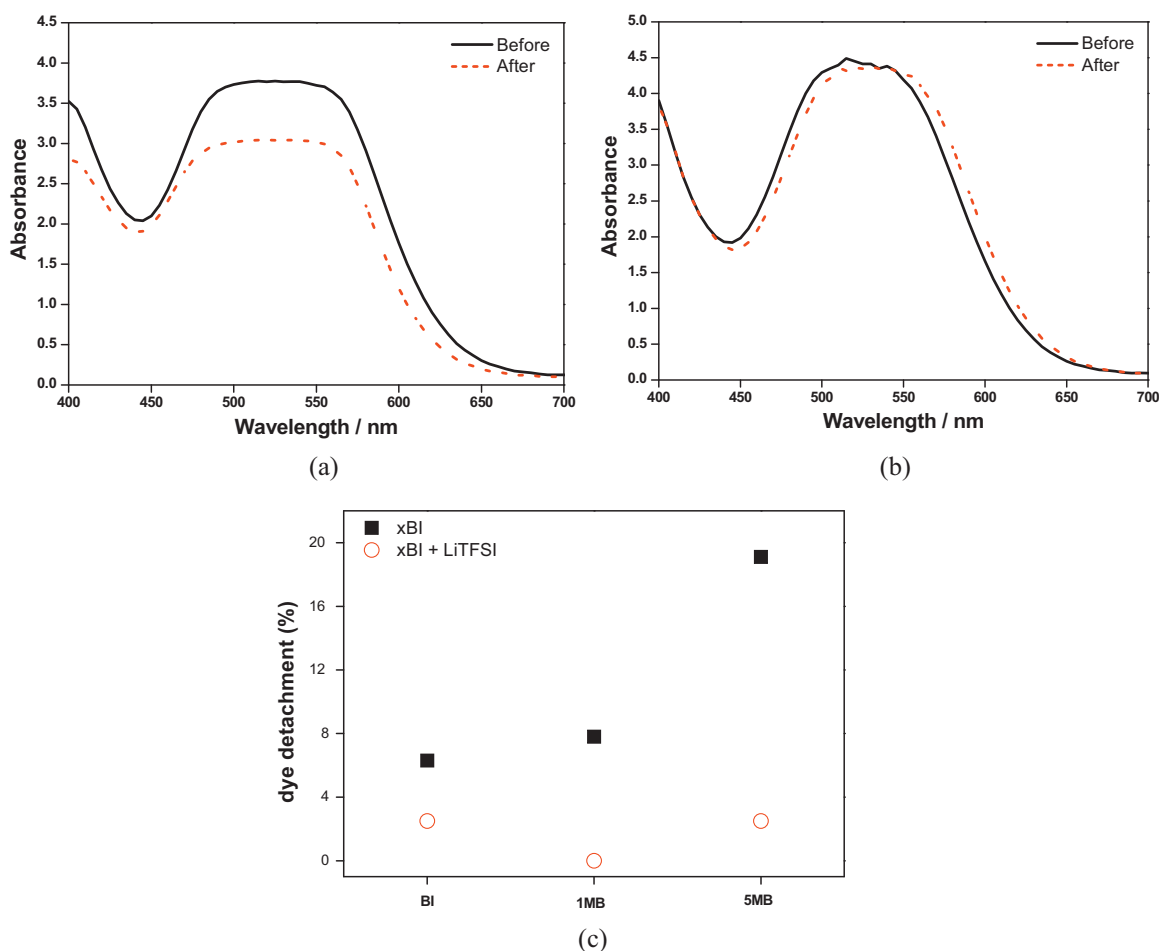 4.5
4.0
3.5
3.0
2.5
2.0
1.5
1.0
0.5
0.0
Absorbance
Before
After
400 450 500 550 600 650 700
Wavelength / nm
(a)
5.0
4.5
4.0
3.5
3.0
2.5
2.0
1.5
1.0
0.5
0.0
Absorbance
Before
After
400 450 500 550 600 650 700
Wavelength / nm
(b)
xBI
xBI + LiTFSI
20
16
12
8
4
0
dye detachment (%)
BI 1MB 5MB
(c)